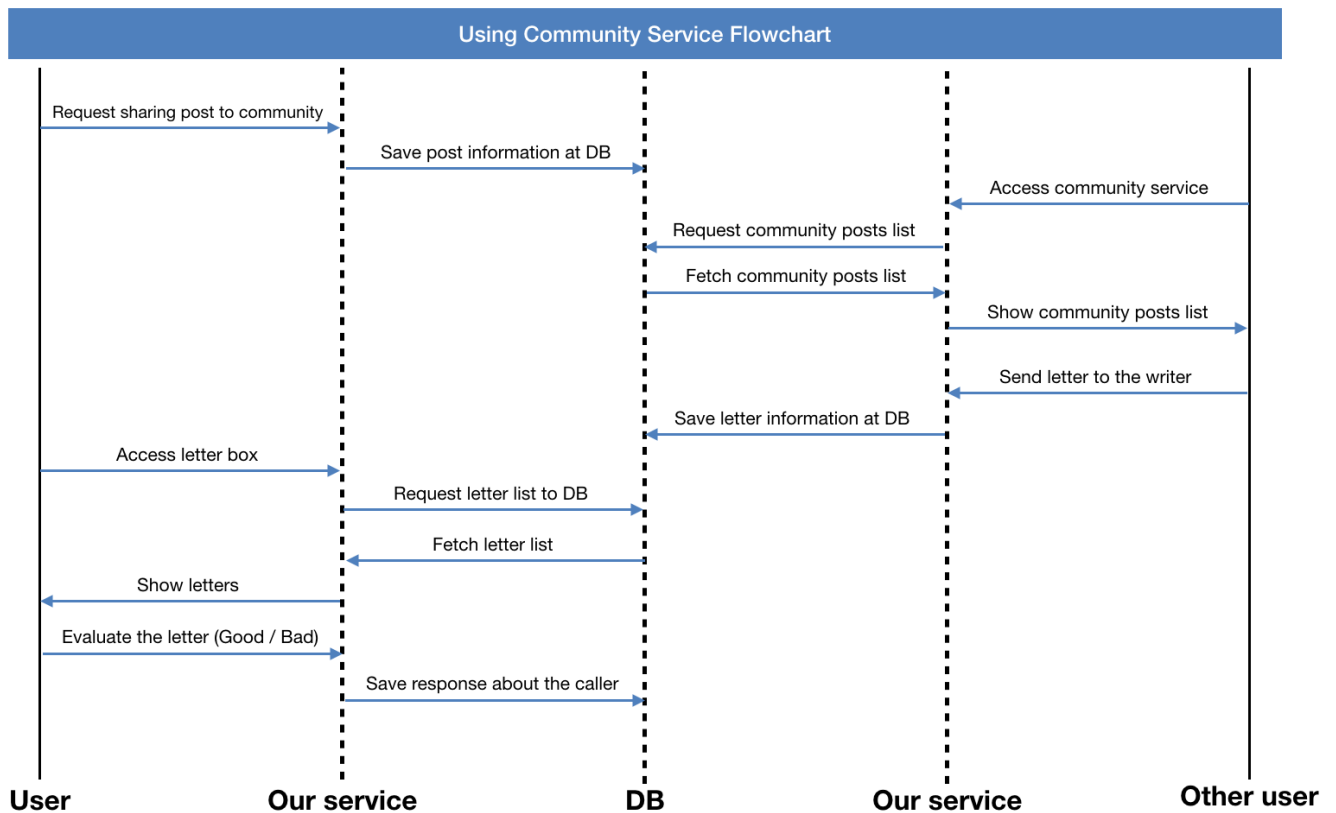 Using Community Service Flowchart
Request sharing post to community
Save post information at DB
Access community service
Request community posts list
Fetch community posts list
Show community posts list
Send letter to the writer
Save letter information at DB
Access letter box
Request letter list to DB
Fetch letter list
Show letters
Evaluate the letter (Good / Bad)
Save response about the caller
User
Our service
DB
Our service
Other user